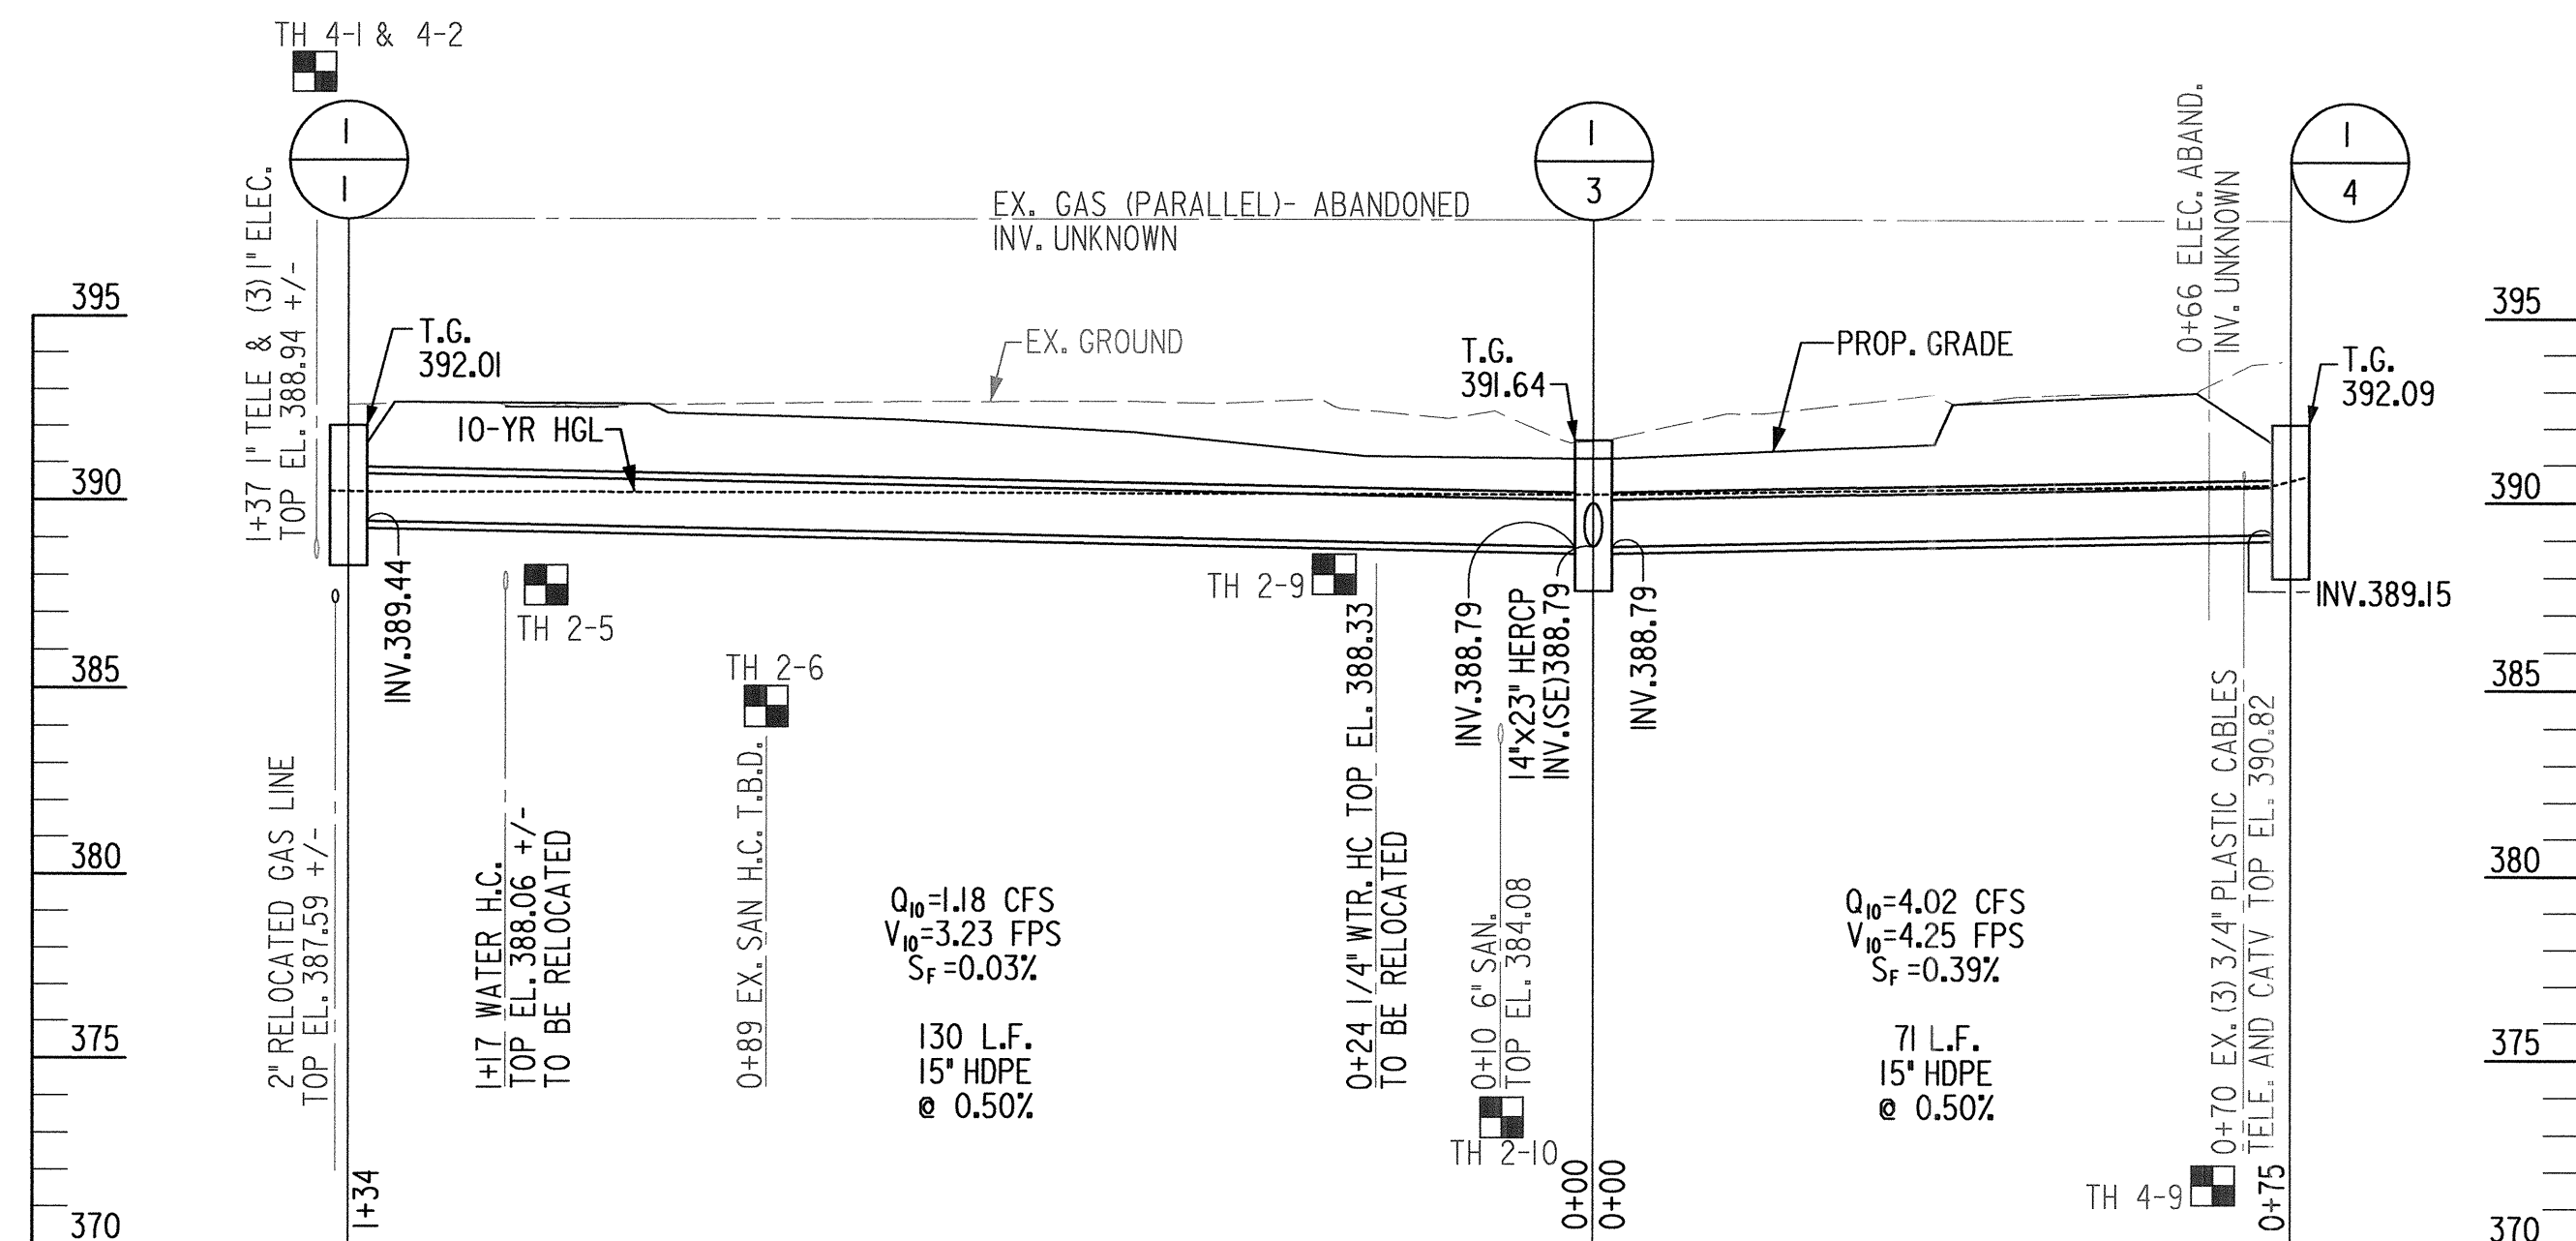 TH 4-1 & 4-2
1
1
1
3
1
4
EX. GAS (PARALLEL)- ABANDONED
INV. UNKNOWN
1+37 1" TELE & (3) 1" ELEC.
TOP EL. 388.94 +/-
0+66 ELEC. ABAND.
INV. UNKNOWN
395
390
385
380
375
370
T.G.
392.01
EX. GROUND
10-YR HGL
T.G.
391.64
PROP. GRADE
T.G.
392.09
395
390
385
380
375
370
INV.389.44
TH 2-5
TH 2-6
TH 2-9
INV.388.79
14"x23" HERCP
INV.(SE)388.79
INV.388.79
INV.389.15
2" RELOCATED GAS LINE
TOP EL.387.59 +/-
1+17 WATER H.C.
TOP EL.388.06 +/-
TO BE RELOCATED
0+89 EX. SAN H.C. T.B.D.
Q10=1.18 CFS
V10=3.23 FPS
SF=0.03%
130 L.F.
15" HDPE
@ 0.50%
0+24 1/4" WTR.HC TOP EL. 388.33
TO BE RELOCATED
0+10 6" SAN.
TOP EL. 384.08
TH 2-10
Q10=4.02 CFS
V10=4.25 FPS
SF=0.39%
71 L.F.
15" HDPE
@ 0.50%
0+70 EX.(3) 3/4" PLASTIC CABLES
TELE. AND CATV TOP EL. 390.82
TH 4-9
1+34
0+00
0+00
0+75